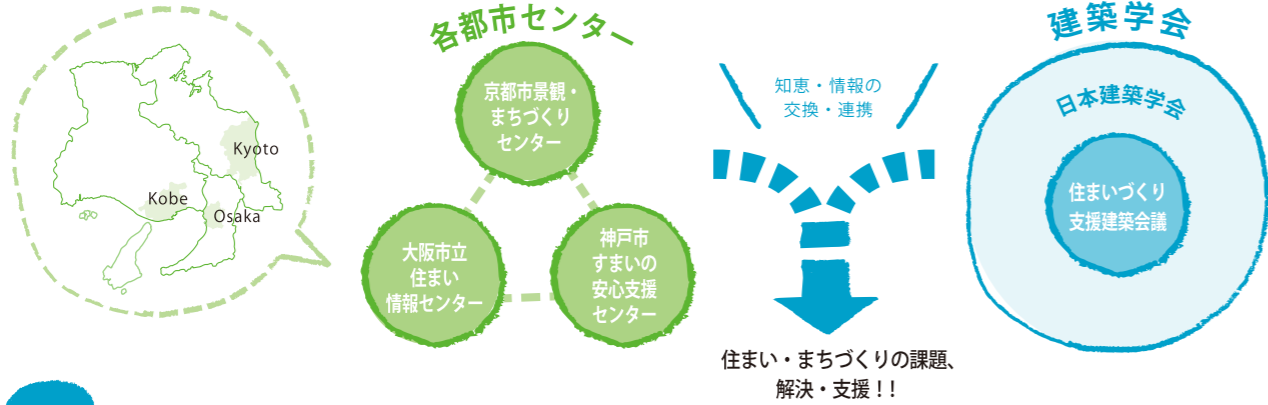 Kyoto
Kobe
Osaka
各都市センター
京都市景観・
まちづくり
センター
大阪市立
住まい
情報センター
神戸市
すまいの
安心支援
センター
知恵・情報の
交換・連携
住まい・まちづくりの課題、
解決・支援！！
建築学会
日本建築学会
住まいづくり
支援建築会議